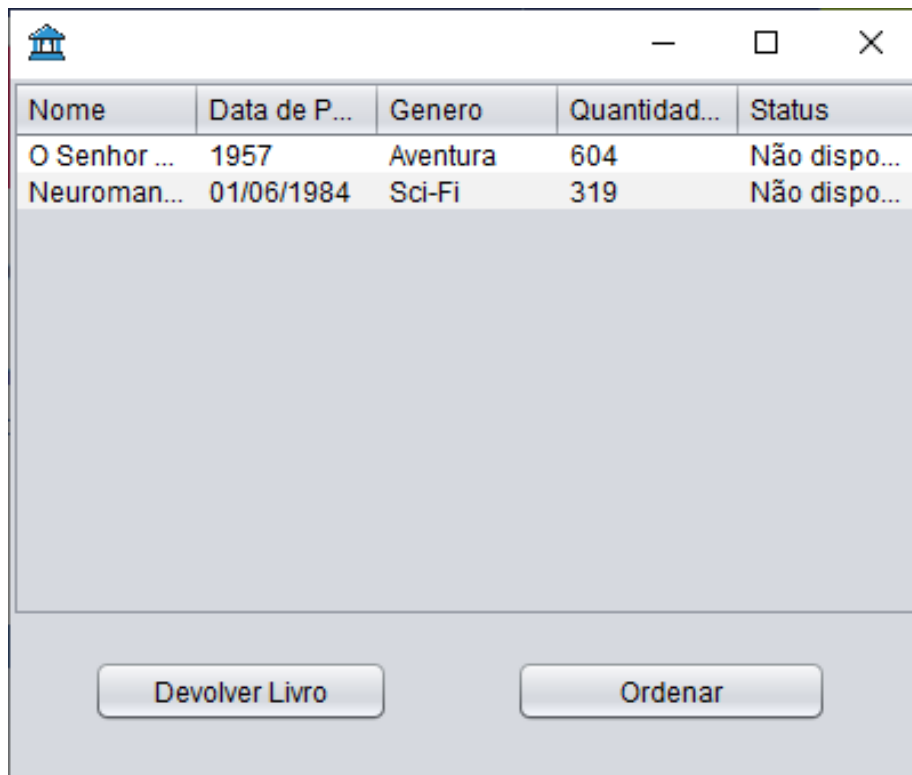 Nome Data de P... Genero Quantidad... Status
O Senhor ... 1957 Aventura 604 Não dispo...
Neuroman... 01/06/1984 Sci-Fi 319 Não dispo...
Devolver Livro Ordenar